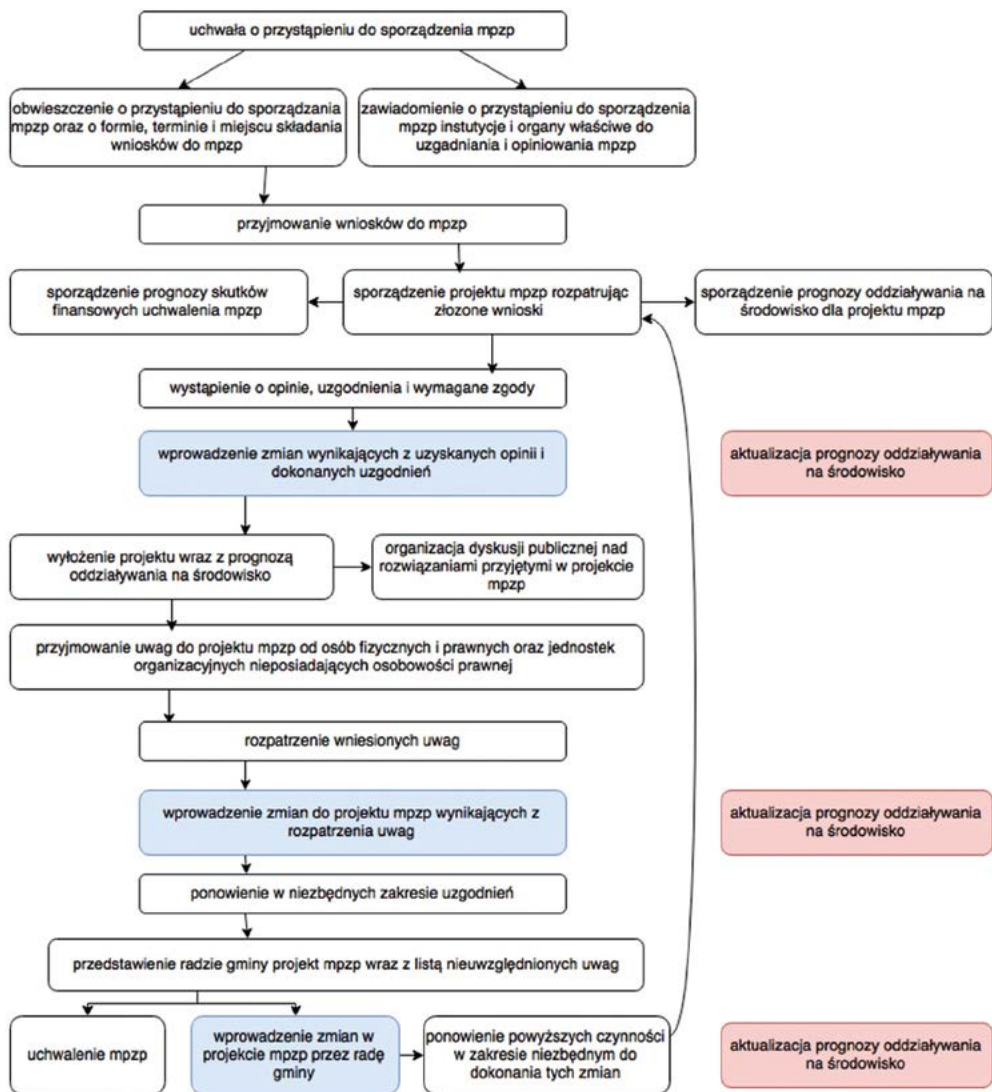 uchwała o przystąpieniu do sporządzenia mpzp
obwieszczenie o przystąpieniu do sporządzania
mpzp oraz o formie, terminie i miejscu składania
wniosków do mpzp
zawiadomienie o przystąpieniu do sporządzenia
mpzp instytucje i organy właściwe do
uzgadniania i opiniowania mpzp
przyjmowanie wniosków do mpzp
sporządzenie prognozy skutków
finansowych uchwalenia mpzp
sporządzenie projektu mpzp rozpatrując
złożone wnioski
sporządzenie prognozy oddziaływania na
środowisko dla projektu mpzp
wystąpienie o opinie, uzgodnienia i wymagane zgody
wprowadzenie zmian wynikających z uzyskanych opinii i
dokonanych uzgodnień
aktualizacja prognozy oddziaływania
na środowisko
wyłożenie projektu wraz z prognozą
oddziaływania na środowisko
organizacja dyskusji publicznej nad
rozwiązaniami przyjętymi w projekcie
mpzp
przyjmowanie uwag do projektu mpzp od osób fizycznych i prawnych oraz jednostek
organizacyjnych nieposiadających osobowości prawnej
rozpatrzenie wniesionych uwag
wprowadzenie zmian do projektu mpzp wynikających z
rozpatrzenia uwag
aktualizacja prognozy oddziaływania
na środowisko
ponowienie w niezbędnych zakresie uzgodnień
przedstawienie radzie gminy projekt mpzp wraz z listą nieuwzględnionych uwag
uchwalenie mpzp
wprowadzenie zmian w
projekcie mpzp przez radę
gminy
ponowienie powyższych czynności
w zakresie niezbędnym do
dokonania tych zmian
aktualizacja prognozy oddziaływania
na środowisko